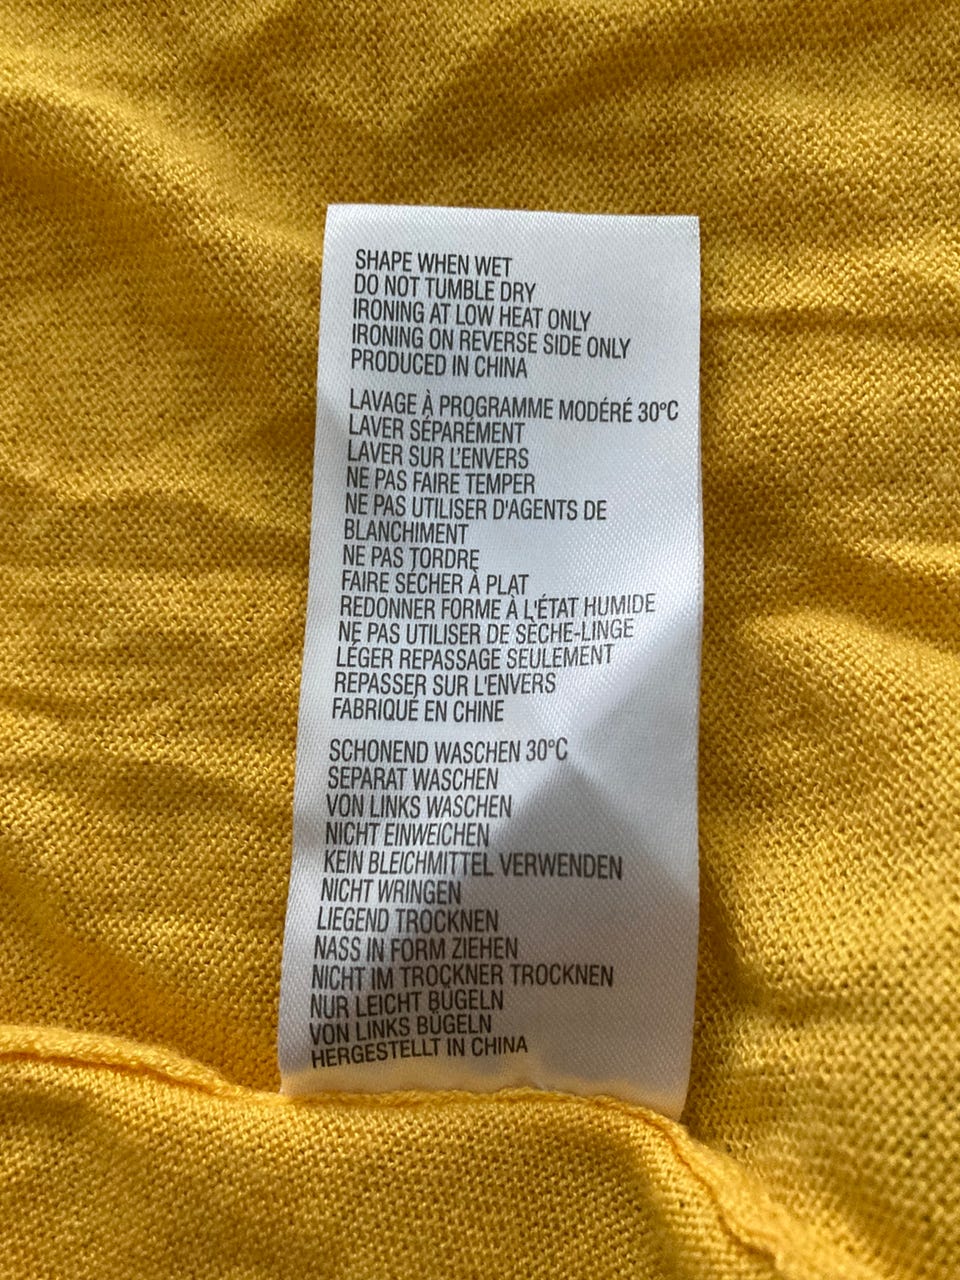 SHAPE WHEN WET
DO NOT TUMBLE DRY
IRONING AT LOW HEAT ONLY
IRONING ON REVERSE SIDE ONLY
PRODUCED IN CHINA
LAVAGE À PROGRAMME MODÉRÉ 30°C
LAVER SÉPARÉMENT
LAVER SUR L'ENVERS
NE PAS FAIRE TEMPER
NE PAS UTILISER D'AGENTS DE
BLANCHIMENT
NE PAS TORDRE
FAIRE SÉCHER À PLAT
REDONNER FORME À L'ÉTAT HUMIDE
NE PAS UTILISER DE SÈCHE-LINGE
LÉGER REPASSAGE SEULEMENT
REPASSER SUR L'ENVERS
FABRIQUÉ EN CHINE
SCHONEND WASCHEN 30°C
SEPARAT WASCHEN
VON LINKS WASCHEN
NICHT EINWEICHEN
KEIN BLEICHMITTEL VERWENDEN
NICHT WRINGEN
LIEGEND TROCKNEN
NASS IN FORM ZIEHEN
NICHT IM TROCKNER TROCKNEN
NUR LEICHT BÜGELN
VON LINKS BÜGELN
HERGESTELLT IN CHINA